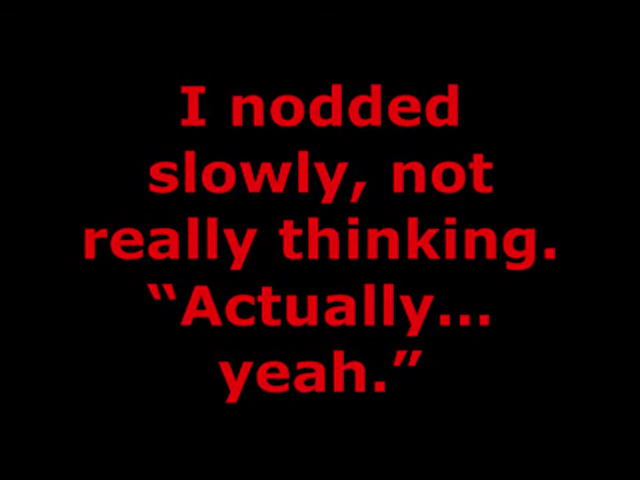 I nodded
slowly, not
really thinking.
“Actually...
yeah.”